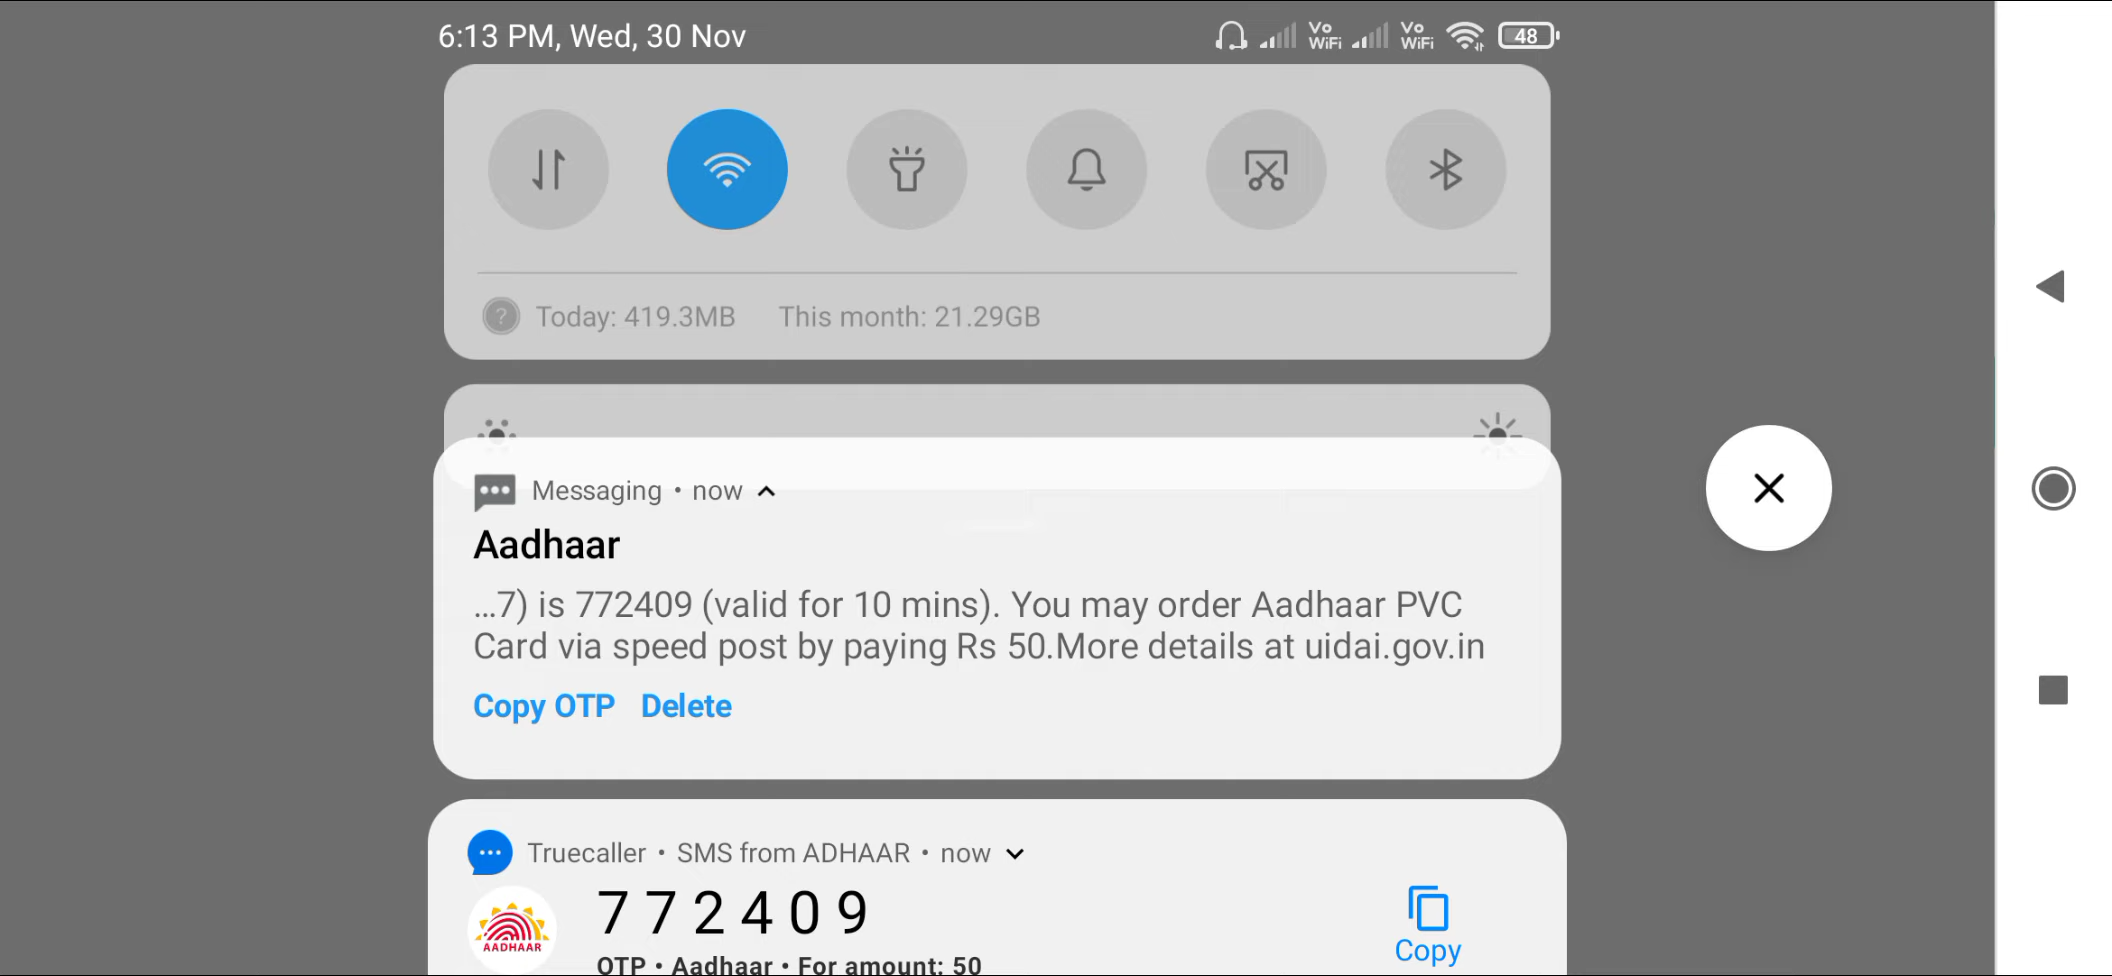 6:13 PM, Wed, 30 Nov
Vo WiFi Vo WiFi 48
Today: 419.3MB This month: 21.29GB
Messaging • now
Aadhaar
...7) is 772409 (valid for 10 mins). You may order Aadhaar PVC
Card via speed post by paying Rs 50.More details at uidai.gov.in
Copy OTP Delete
Truecaller • SMS from ADHAAR • now
772409
AADHAAR
Copy
OTP • Aadhaar • For amount: 50